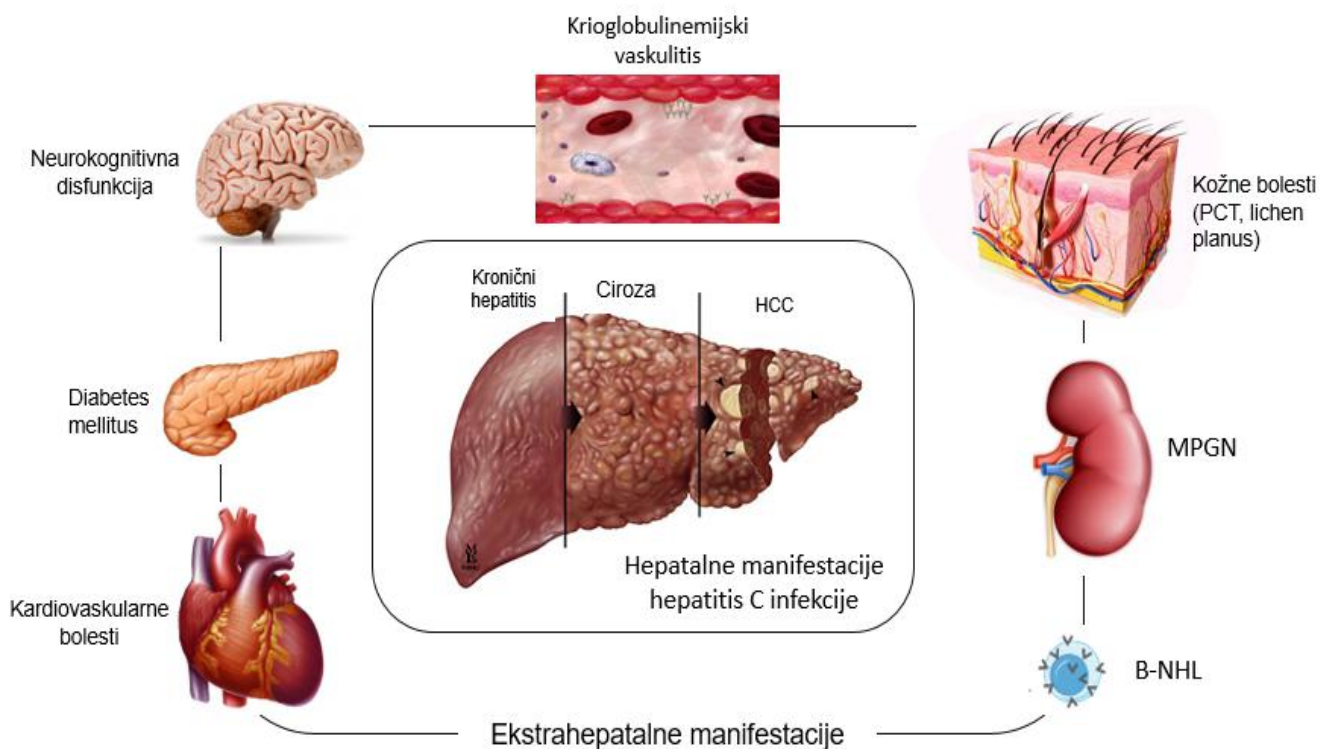 Krioglobulinemijski
vaskulitis
Neurokognitivna
disfunkcija
Kožne bolesti
(PCT, lichen
planus)
Kronični
hepatitis
Ciroza
HCC
Diabetes
mellitus
MPGN
Hepatalne manifestacije
hepatitis C infekcije
Kardiovaskularne
bolesti
B-NHL
Ekstrahepatalne manifestacije